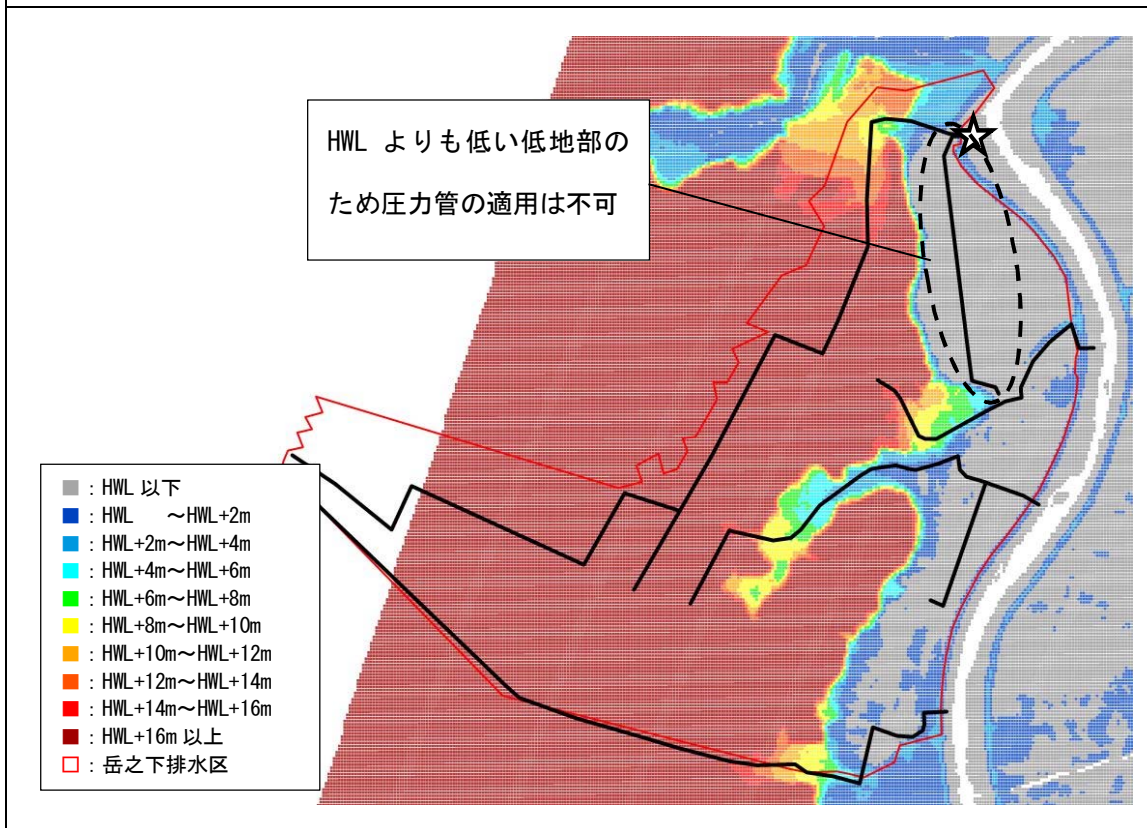 HWL よりも低い低地部の
ため圧力管の適用は不可
：HWL 以下
：HWL ～HWL+2m
：HWL+2m～HWL+4m
：HWL+4m～HWL+6m
：HWL+6m～HWL+8m
：HWL+8m～HWL+10m
：HWL+10m～HWL+12m
：HWL+12m～HWL+14m
：HWL+14m～HWL+16m
：HWL+16m 以上
：岳之下排水区